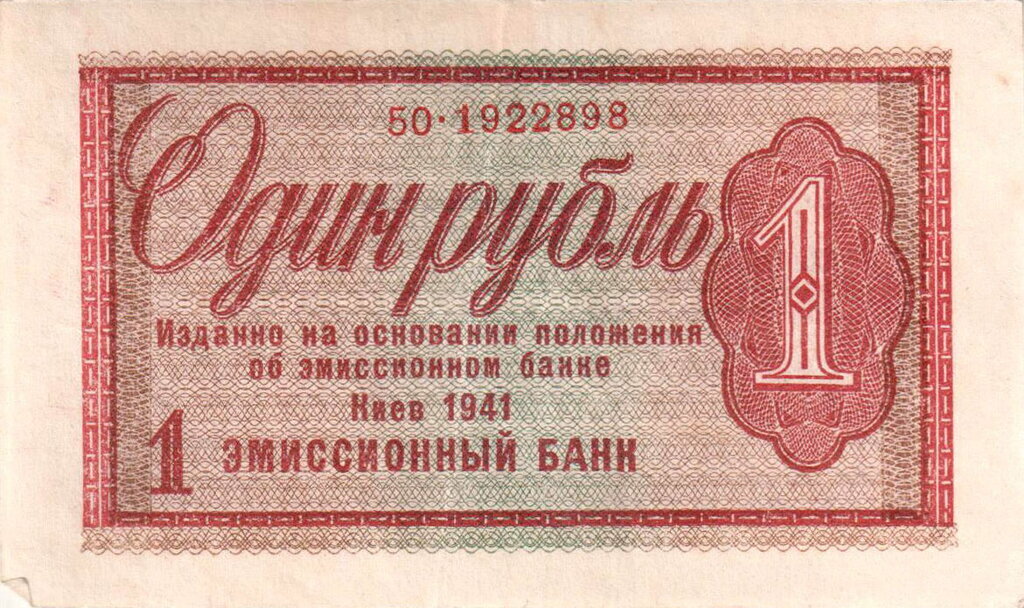 50·1922898
Один рубль
1
Изданно на основании положения
об эмиссионном банке
Киев 1941
1
ЭМИССИОННЫЙ БАНК